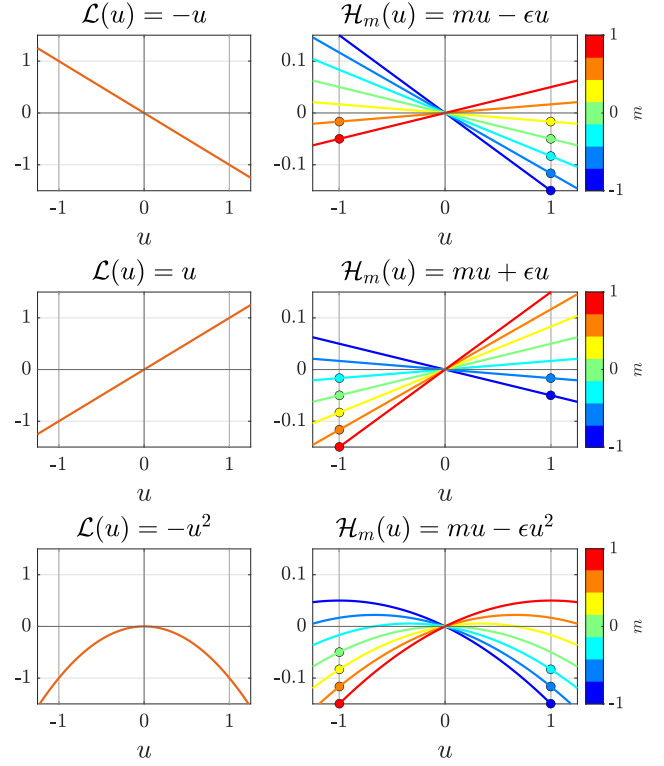 ℒ(u) = −u
ℋₘ(u) = mu − ϵu
1
0
-1
-1 0 1
u
0.1
0
-0.1
-1 0 1
u
1
0
-1
m
ℒ(u) = u
ℋₘ(u) = mu + ϵu
1
0
-1
-1 0 1
u
0.1
0
-0.1
-1 0 1
u
1
0
-1
m
ℒ(u) = −u²
ℋₘ(u) = mu − ϵu²
1
0
-1
-1 0 1
u
0.1
0
-0.1
-1 0 1
u
1
0
-1
m